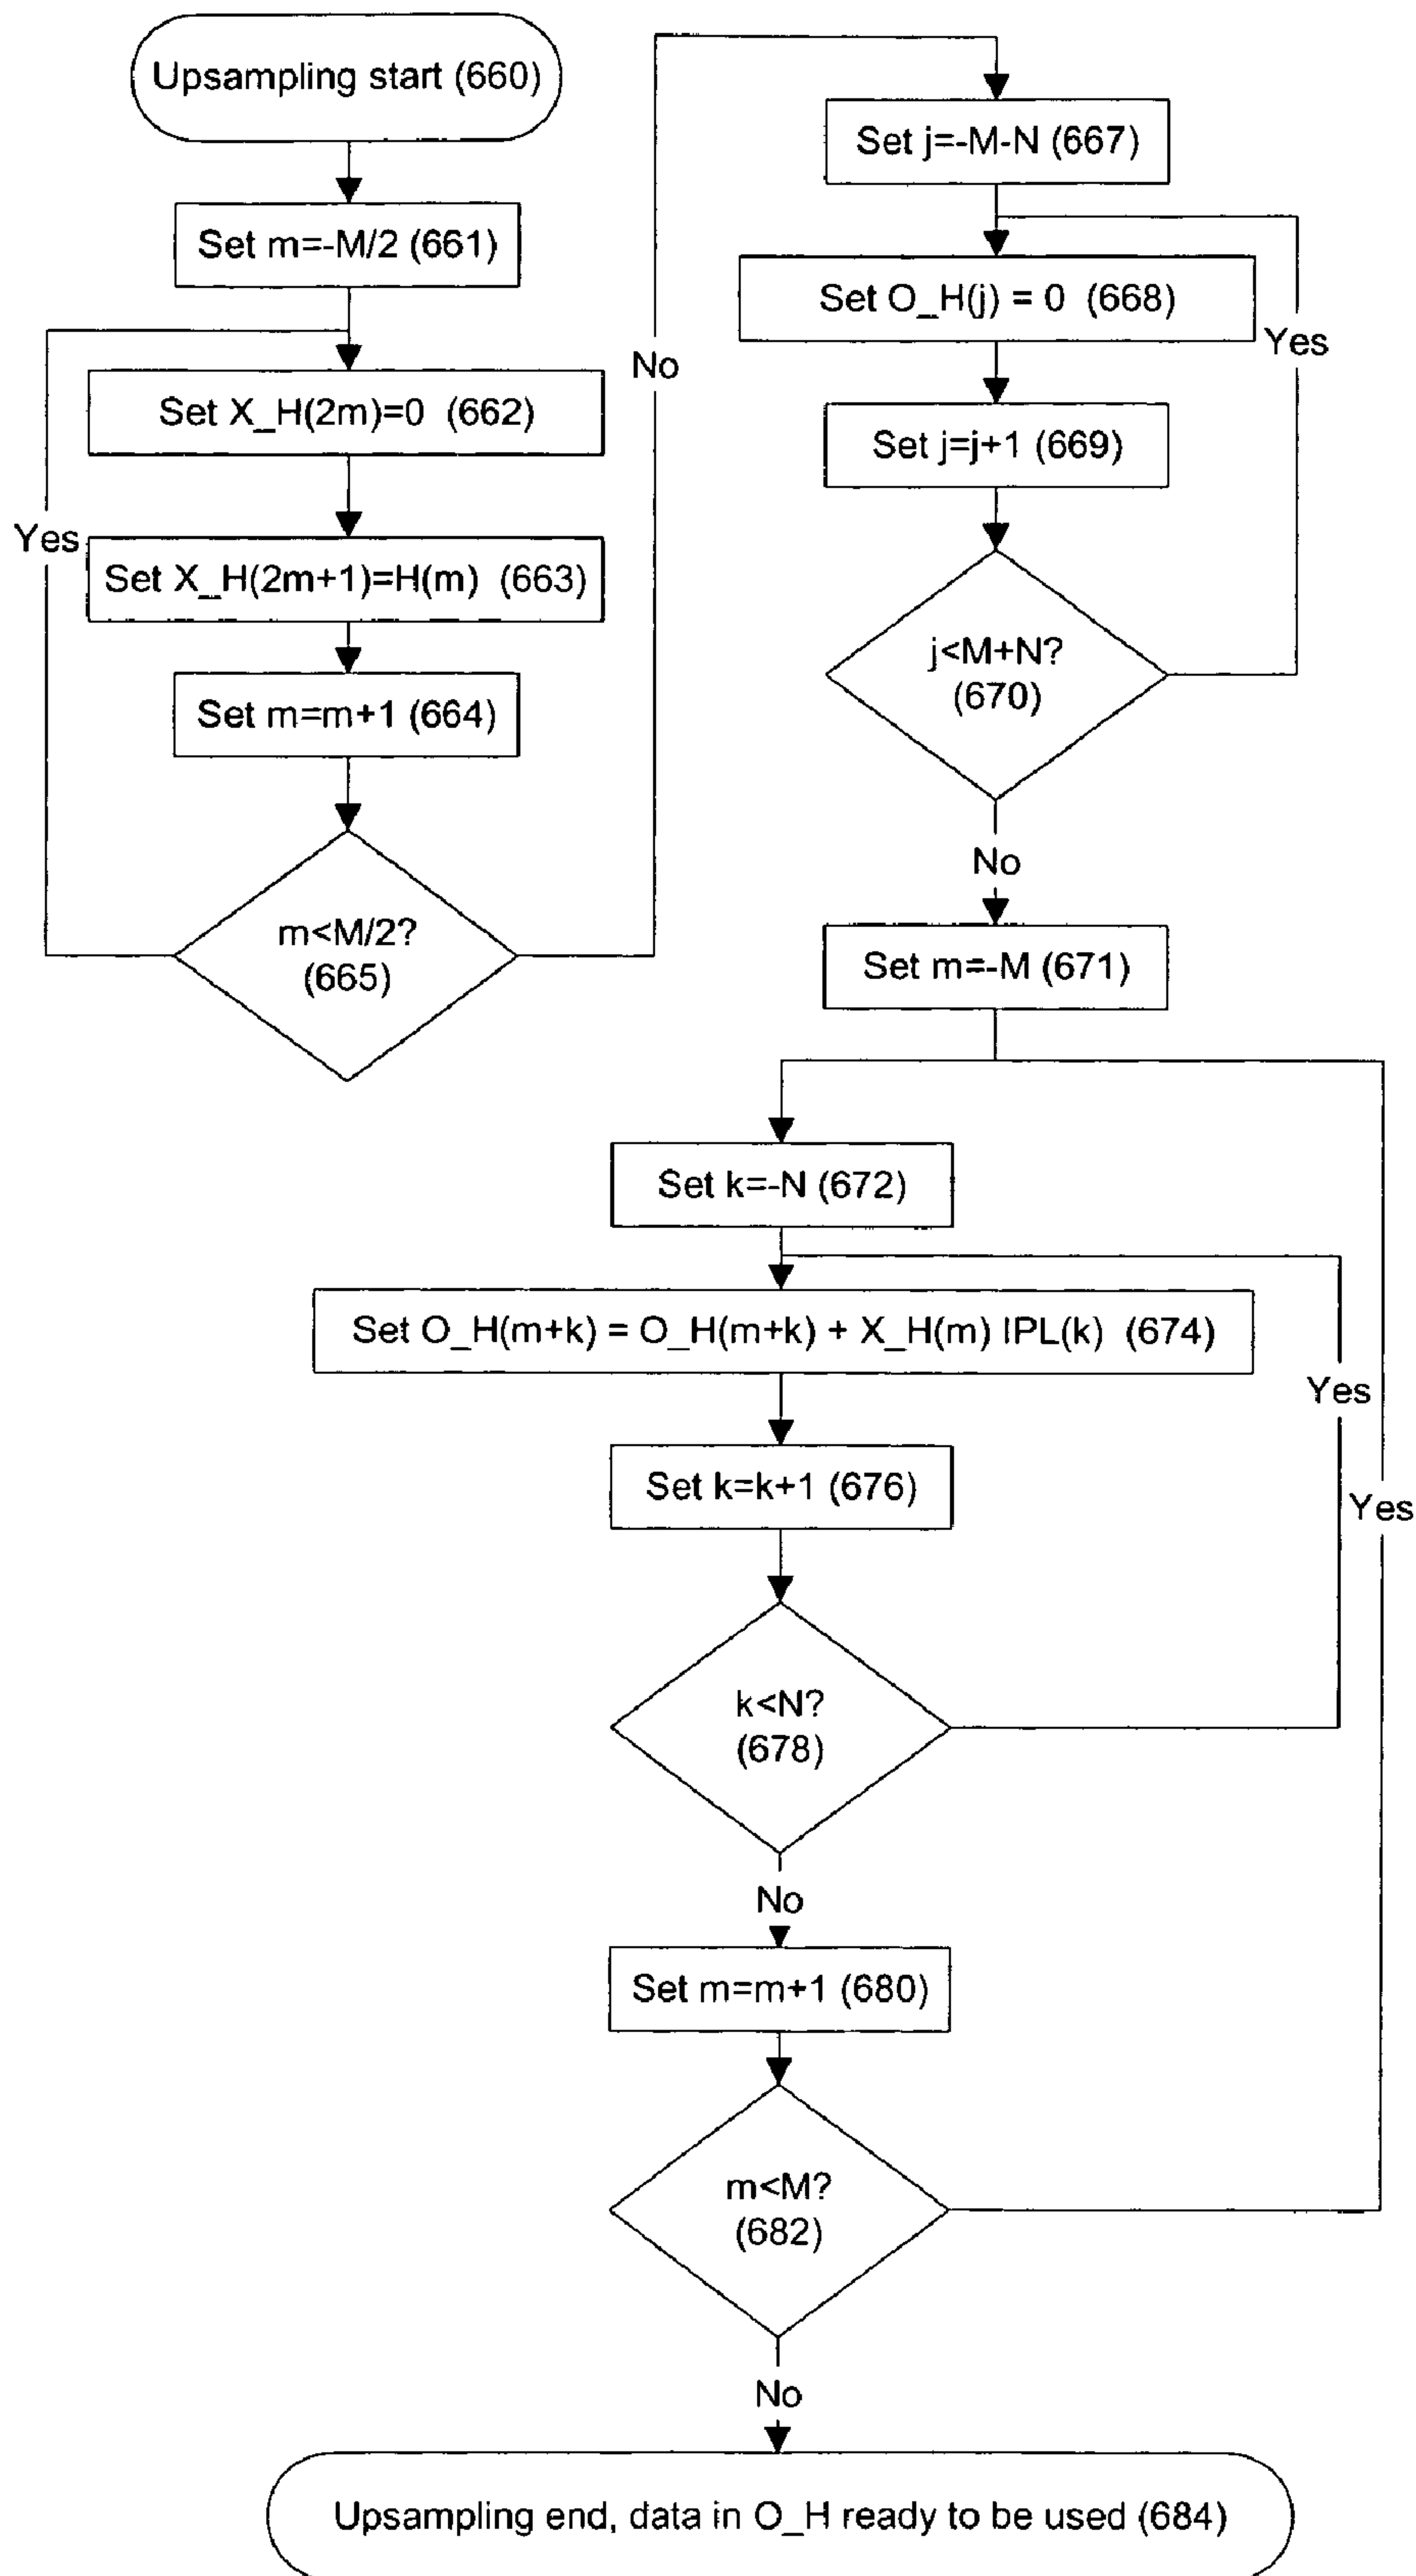 Upsampling start (660)
Set m=-M/2 (661)
Set X_H(2m)=0 (662)
Yes
Set X_H(2m+1)=H(m) (663)
Set m=m+1 (664)
m<M/2?
(665)
No
Set j=-M-N (667)
Set O_H(j) = 0 (668)
Yes
Set j=j+1 (669)
j<M+N?
(670)
No
Set m=-M (671)
Set k=-N (672)
Set O_H(m+k) = O_H(m+k) + X_H(m) IPL(k) (674)
Yes
Set k=k+1 (676)
Yes
k<N?
(678)
No
Set m=m+1 (680)
m<M?
(682)
No
Upsampling end, data in O_H ready to be used (684)